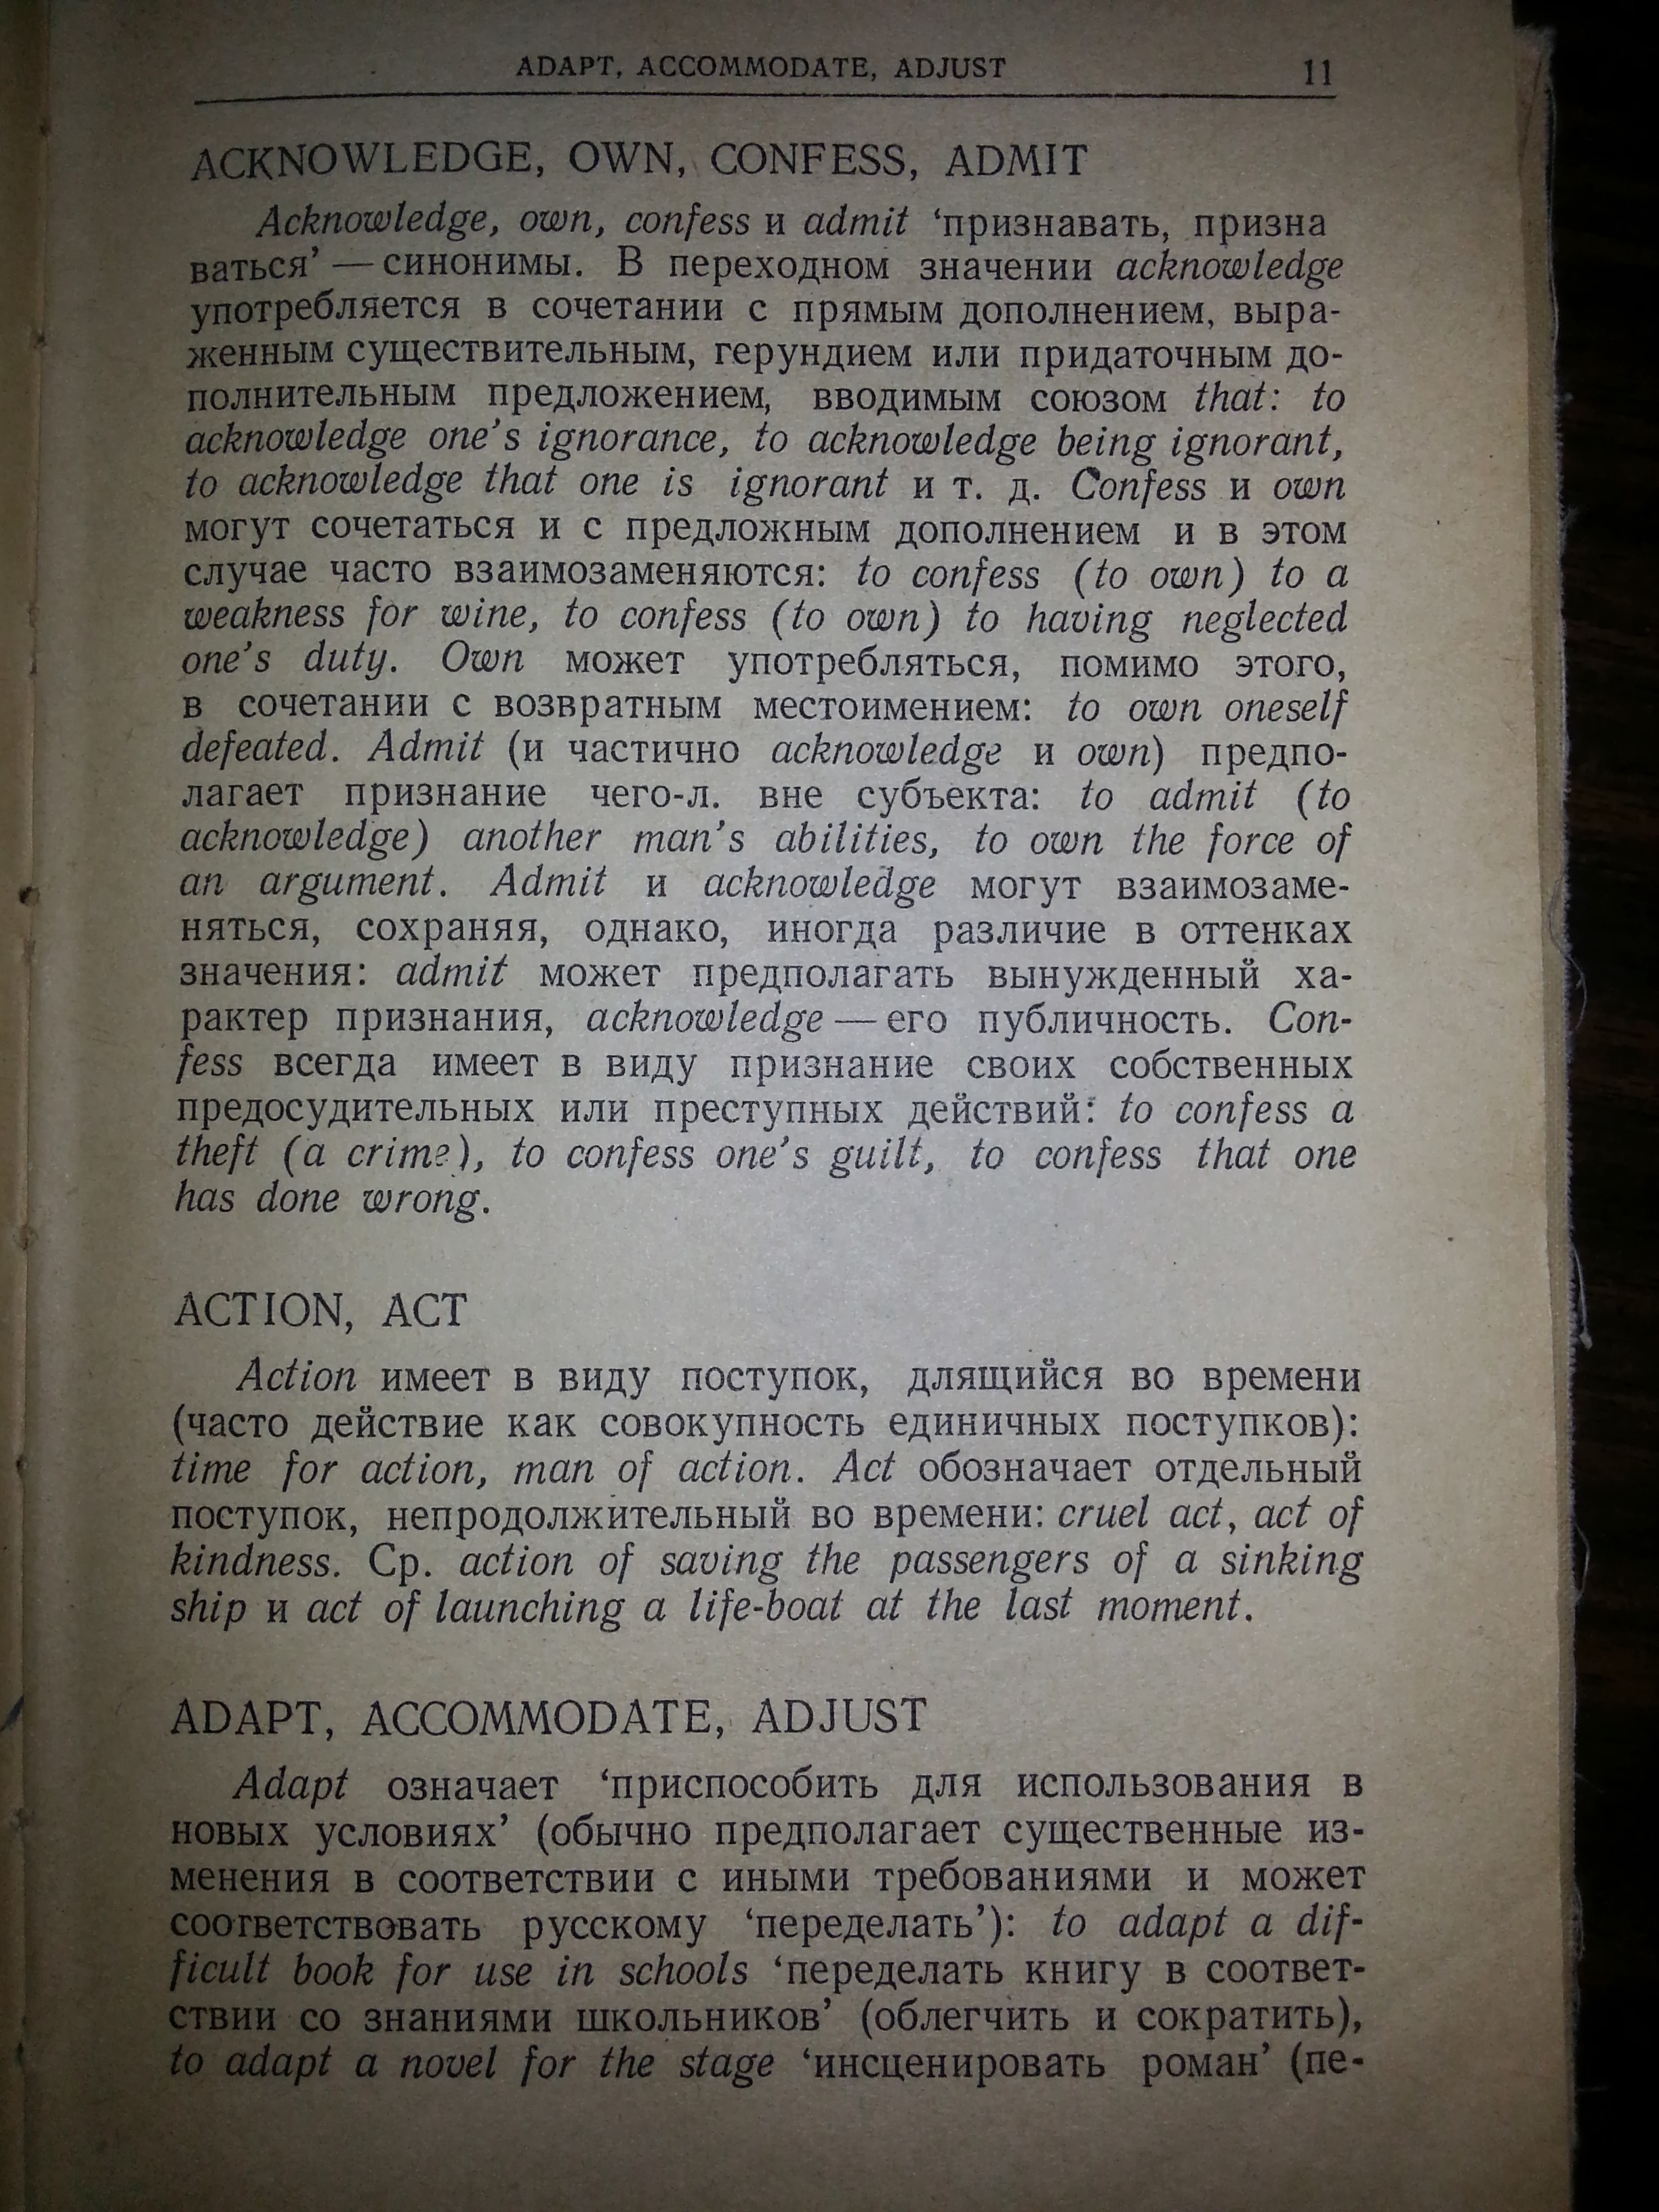 ADAPT, ACCOMMODATE, ADJUST 11
ACKNOWLEDGE, OWN, CONFESS, ADMIT
Acknowledge, own, confess и admit ‘признавать, призна
ваться’ — синонимы. В переходном значении acknowledge
употребляется в сочетании с прямым дополнением, выра-
женным существительным, герундием или придаточным до-
полнительным предложением, вводимым союзом that: to
acknowledge one’s ignorance, to acknowledge being ignorant,
to acknowledge that one is ignorant и т. д. Confess и own
могут сочетаться и с предложным дополнением и в этом
случае часто взаимозаменяются: to confess (to own) to a
weakness for wine, to confess (to own) to having neglected
one’s duty. Own может употребляться, помимо этого,
в сочетании с возвратным местоимением: to own oneself
defeated. Admit (и частично acknowledge и own) предпо-
лагает признание чего-л. вне субъекта: to admit (to
acknowledge) another man’s abilities, to own the force of
an argument. Admit и acknowledge могут взаимозаме-
няться, сохраняя, однако, иногда различие в оттенках
значения: admit может предполагать вынужденный ха-
рактер признания, acknowledge — его публичность. Con-
fess всегда имеет в виду признание своих собственных
предосудительных или преступных действий: to confess a
theft (a crime), to confess one’s guilt, to confess that one
has done wrong.
ACTION, ACT
Action имеет в виду поступок, длящийся во времени
(часто действие как совокупность единичных поступков):
time for action, man of action. Act обозначает отдельный
поступок, непродолжительный во времени: cruel act, act of
kindness. Ср. action of saving the passengers of a sinking
ship и act of launching a life-boat at the last moment.
ADAPT, ACCOMMODATE, ADJUST
Adapt означает ‘приспособить для использования в
новых условиях’ (обычно предполагает существенные из-
менения в соответствии с иными требованиями и может
соответствовать русскому ‘переделать’): to adapt a dif-
ficult book for use in schools ‘переделать книгу в соответ-
ствии со знаниями школьников’ (облегчить и сократить),
to adapt a novel for the stage ‘инсценировать роман’ (пе-